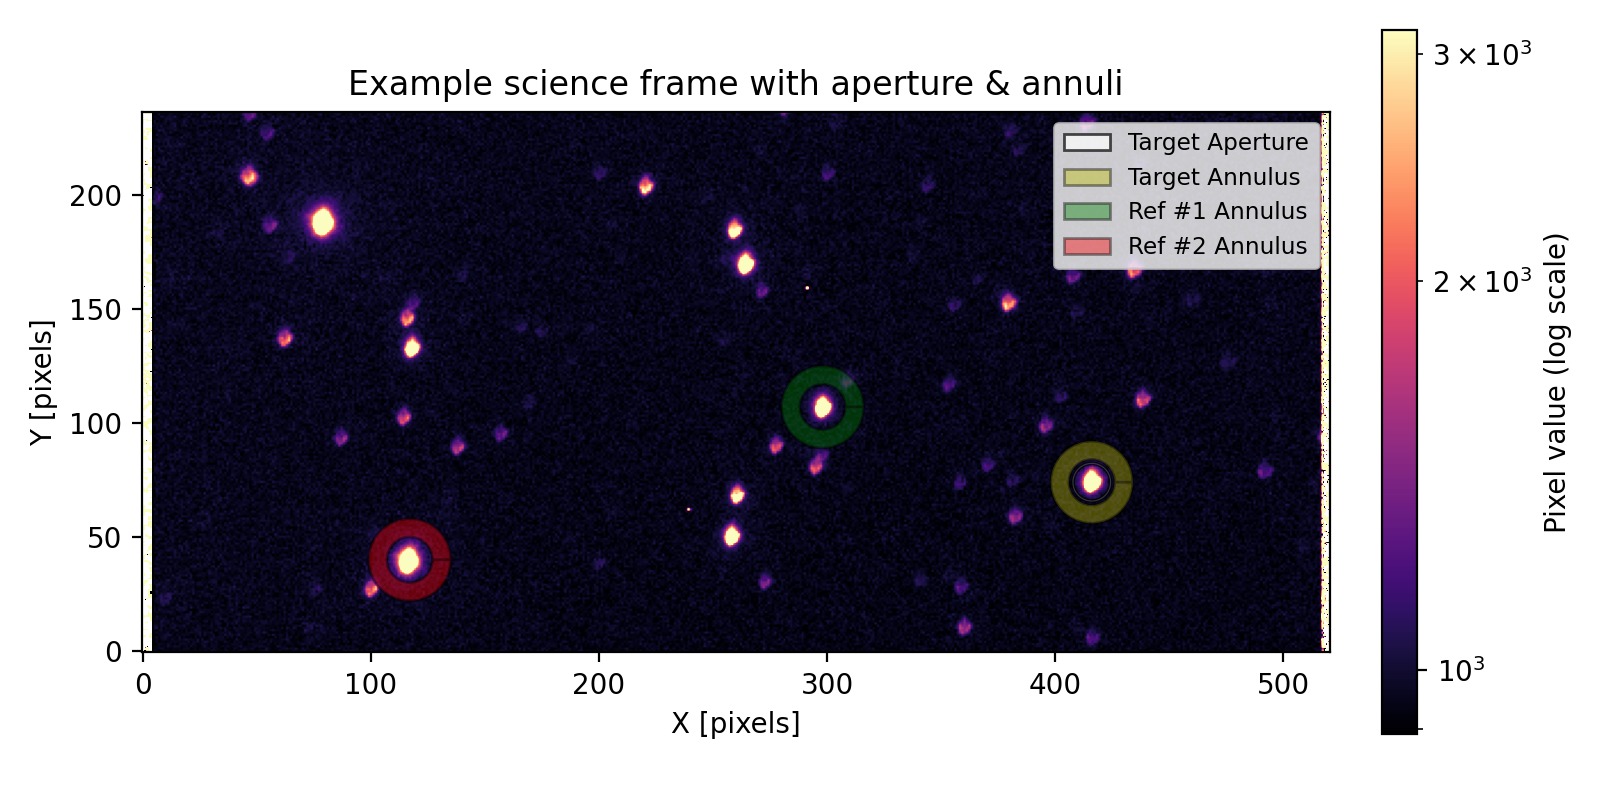 Example science frame with aperture & annuli
Target Aperture
Target Annulus
Ref #1 Annulus
Ref #2 Annulus
Y [pixels]
200
150
100
50
0
0 100 200 300 400 500
X [pixels]
3 × 10³
2 × 10³
10³
Pixel value (log scale)